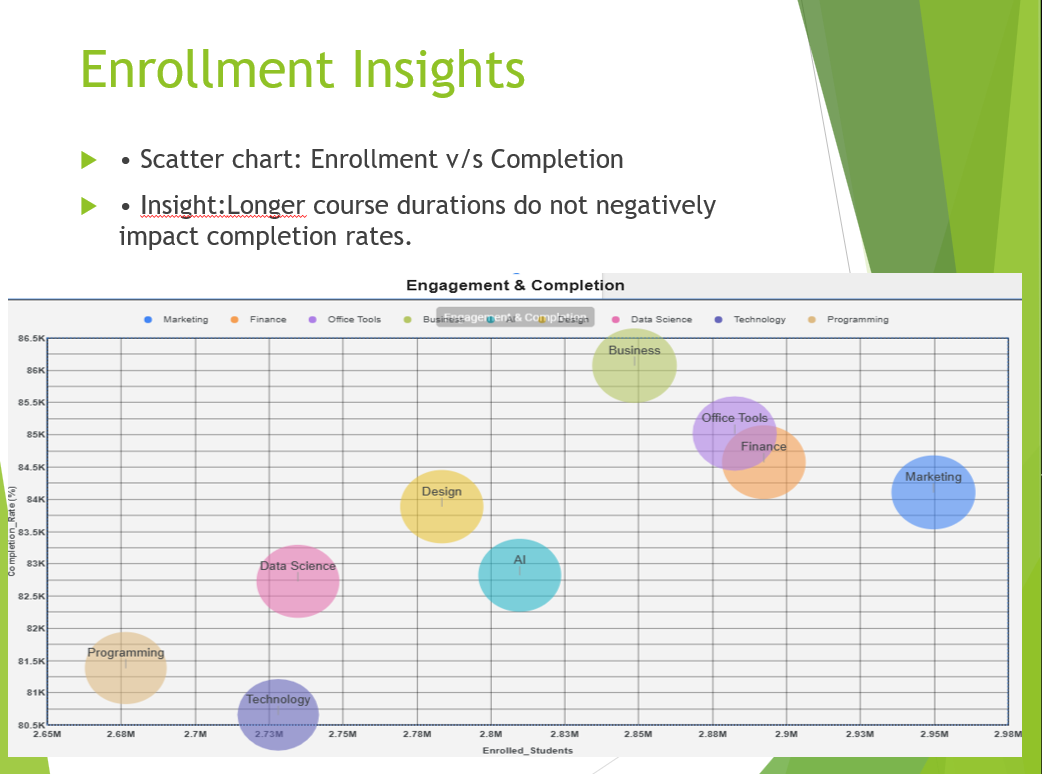 Enrollment Insights
• Scatter chart: Enrollment v/s Completion
• Insight:Longer course durations do not negatively
impact completion rates.
Engagement & Completion
Marketing Finance Office Tools Business AI Design Data Science Technology Programming
Engagement & Completion
86.5K
Business
86K
85.5K
Office Tools
85K
Finance
84.5K
Marketing
Design
84K
83.5K
AI
83K
Data Science
82.5K
82K
Programming
81.5K
81K
Technology
80.5K
Completion_Rate (%)
2.65M 2.68M 2.7M 2.73M 2.75M 2.78M 2.8M 2.83M 2.85M 2.88M 2.9M 2.93M 2.95M 2.98M
Enrolled_Students